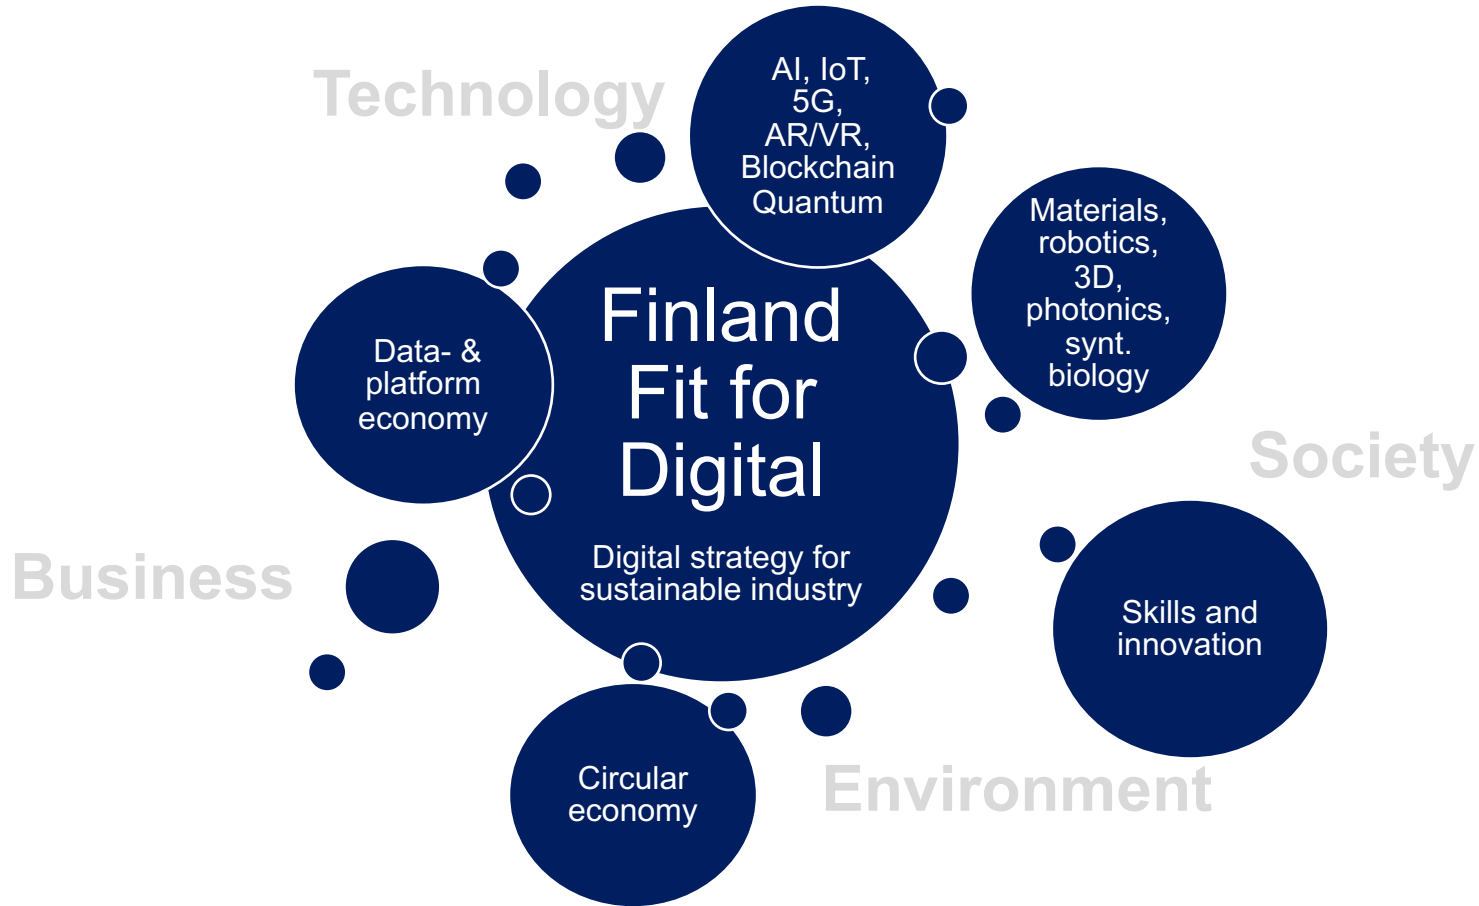 Technology
AI, IoT,
5G,
AR/VR,
Blockchain
Quantum
Materials,
robotics,
3D,
photonics,
synt.
biology
Finland
Fit for
Digital
Digital strategy for
sustainable industry
Data- &
platform
economy
Society
Business
Skills and
innovation
Circular
economy
Environment